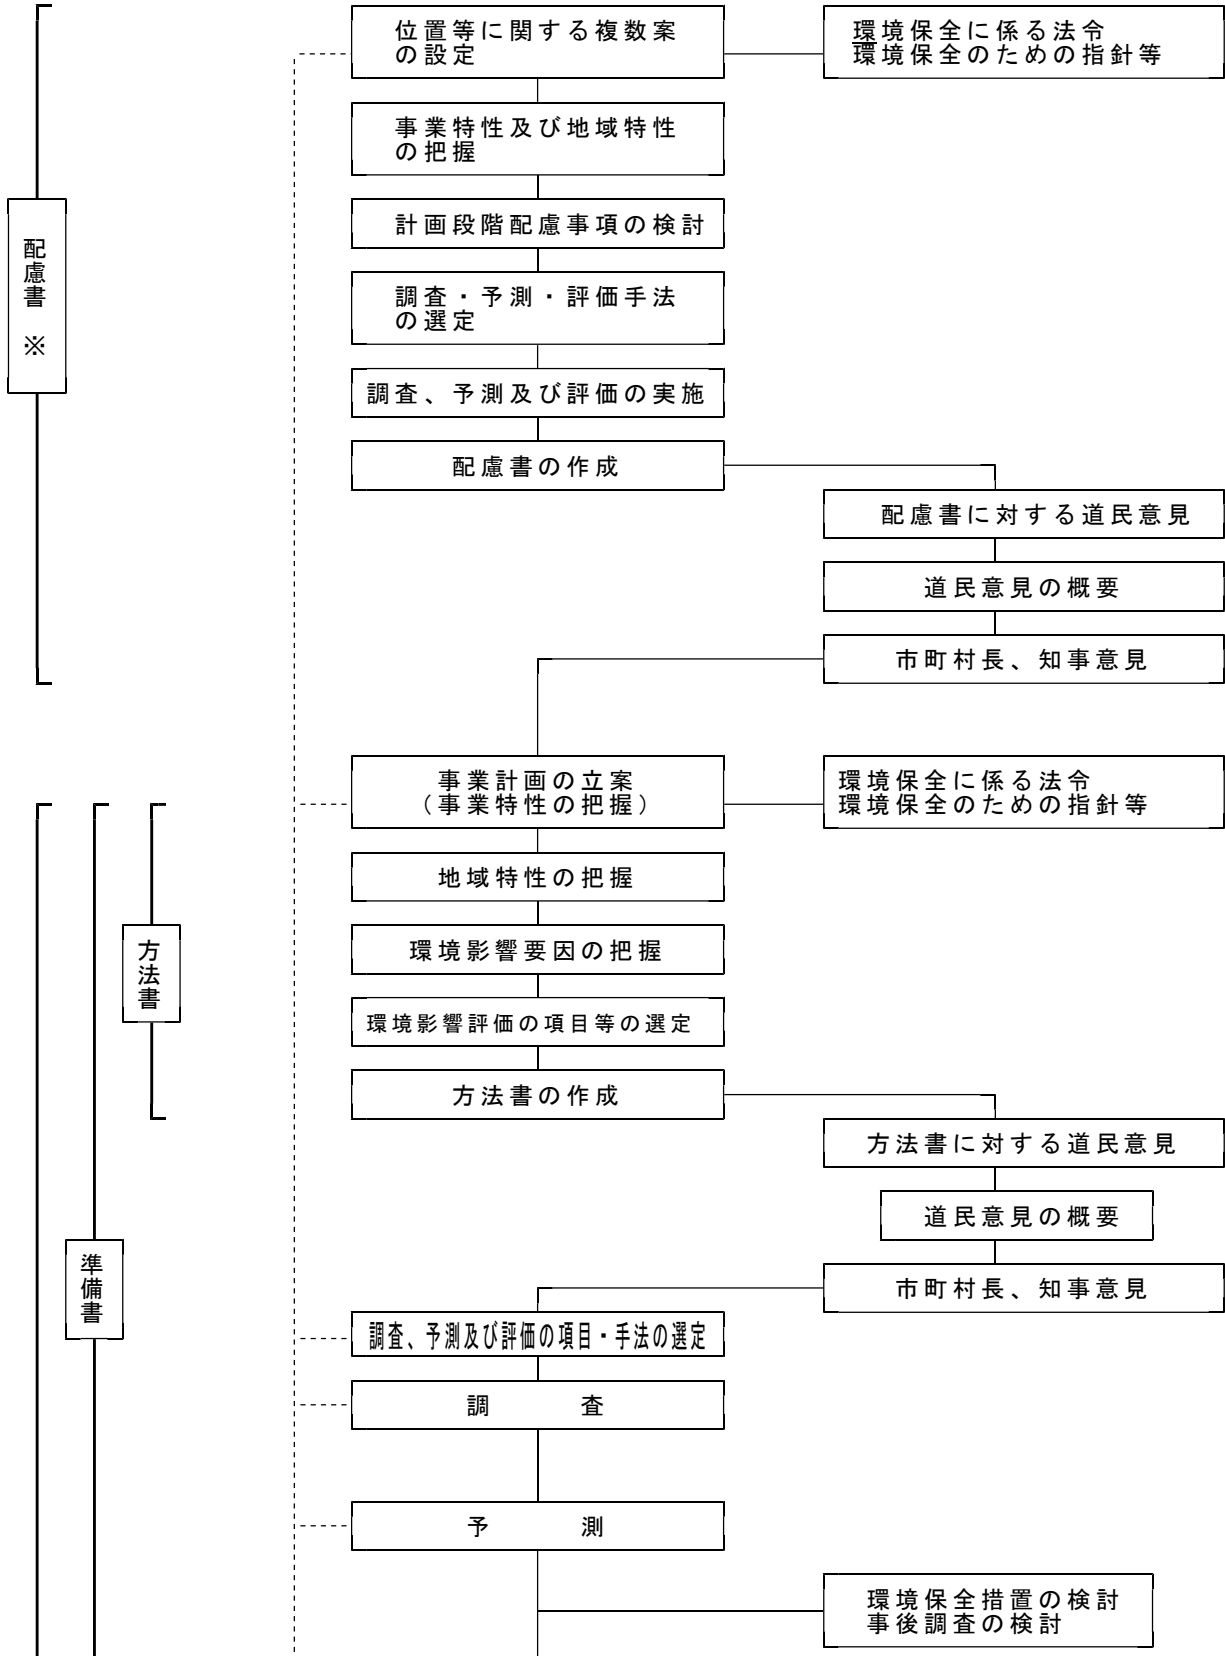 位置等に関する複数案
の設定
環境保全に係る法令
環境保全のための指針等
事業特性及び地域特性
の把握
計画段階配慮事項の検討
調査・予測・評価手法
の選定
調査、予測及び評価の実施
配慮書の作成
配慮書 ※
配慮書に対する道民意見
道民意見の概要
市町村長、知事意見
事業計画の立案
（事業特性の把握）
環境保全に係る法令
環境保全のための指針等
地域特性の把握
環境影響要因の把握
環境影響評価の項目等の選定
方法書の作成
方法書
方法書に対する道民意見
道民意見の概要
市町村長、知事意見
準備書
調査、予測及び評価の項目・手法の選定
調　　査
予　　測
環境保全措置の検討
事後調査の検討